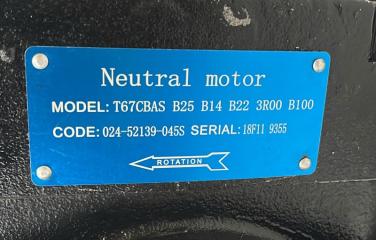 Neutral motor
MODEL: T67CBAS B25 B14 B22 3R00 B100
CODE: 024-52139-045S SERIAL: 18F11 9355
ROTATION